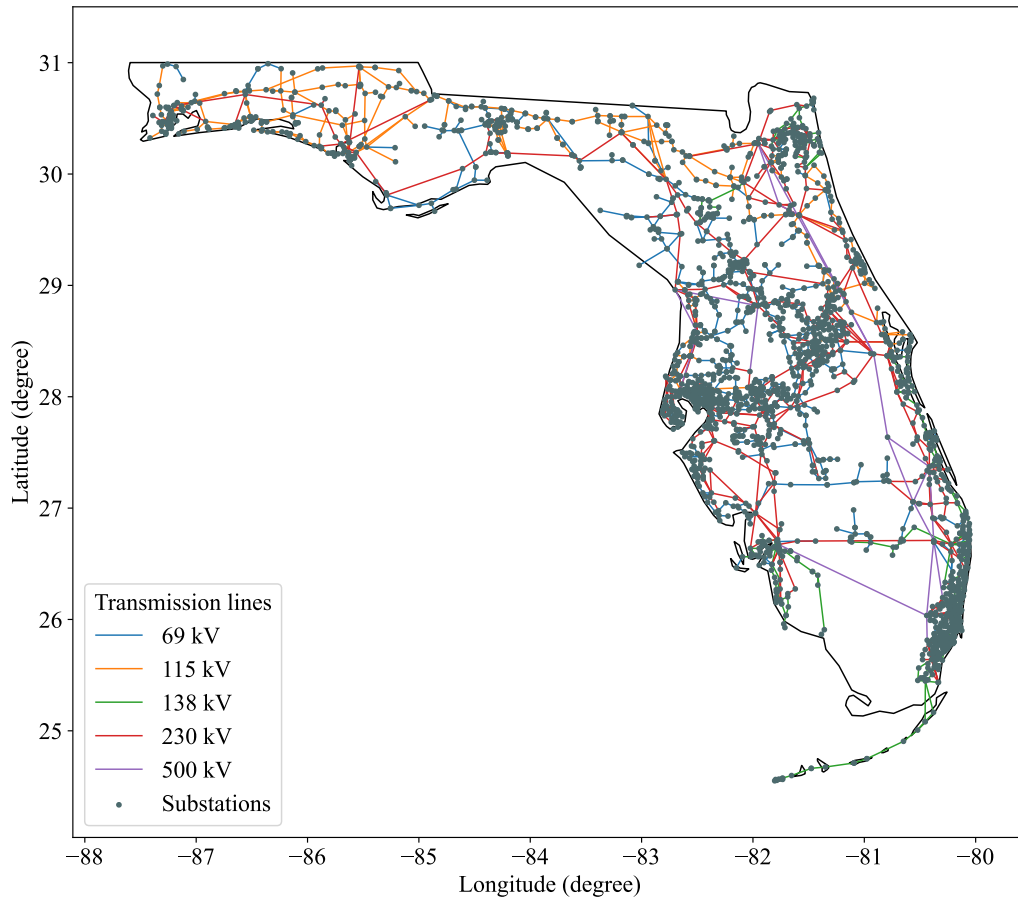 31
30
29
28
27
26
25
Latitude (degree)
Transmission lines
69 kV
115 kV
138 kV
230 kV
500 kV
Substations
−88 −87 −86 −85 −84 −83 −82 −81 −80
Longitude (degree)